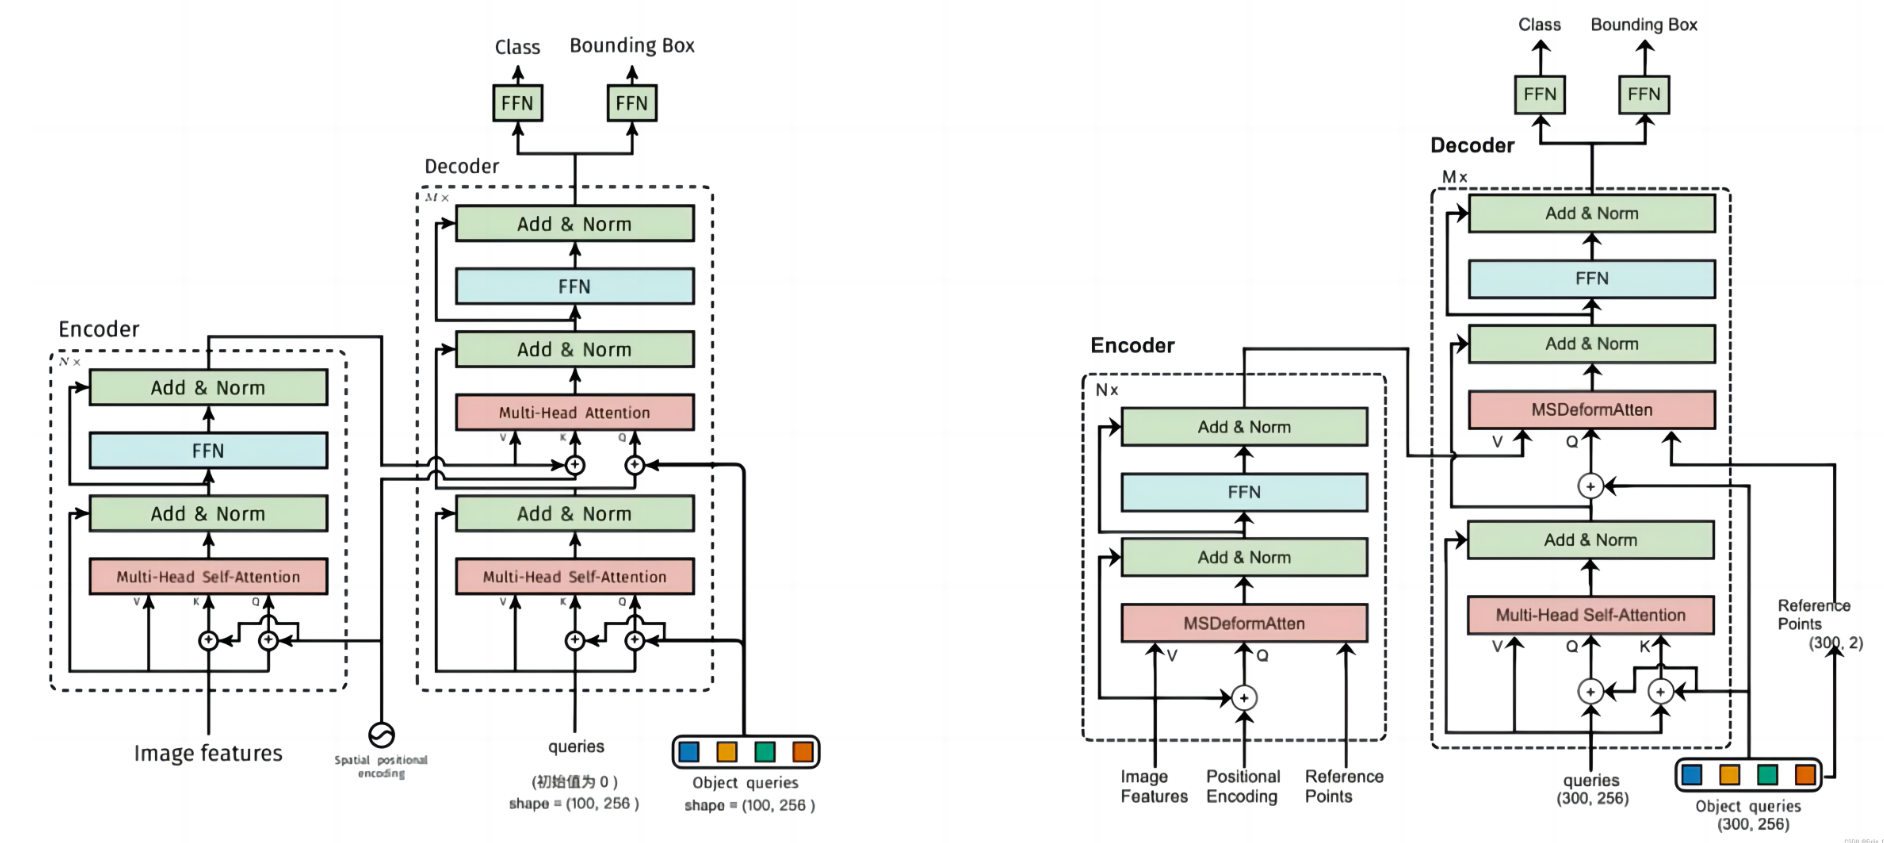 Class
Bounding Box
FFN
FFN
Decoder
M×
Add & Norm
FFN
Add & Norm
Multi-Head Attention
V
K
Q
Add & Norm
Multi-Head Self-Attention
V
K
Q
Encoder
N×
Add & Norm
FFN
Add & Norm
Multi-Head Self-Attention
V
K
Q
Image features
Spatial positional
encoding
queries
(初始值为 0 )
shape = (100, 256 )
Object queries
shape = (100, 256 )
Class
Bounding Box
FFN
FFN
Decoder
M x
Add & Norm
FFN
Add & Norm
MSDeformAtten
V
Q
Add & Norm
Multi-Head Self-Attention
V
Q
K
Reference
Points
(300, 2)
Encoder
N x
Add & Norm
FFN
Add & Norm
MSDeformAtten
V
Q
Image
Features
Positional
Encoding
Reference
Points
queries
(300, 256)
Object queries
(300, 256)